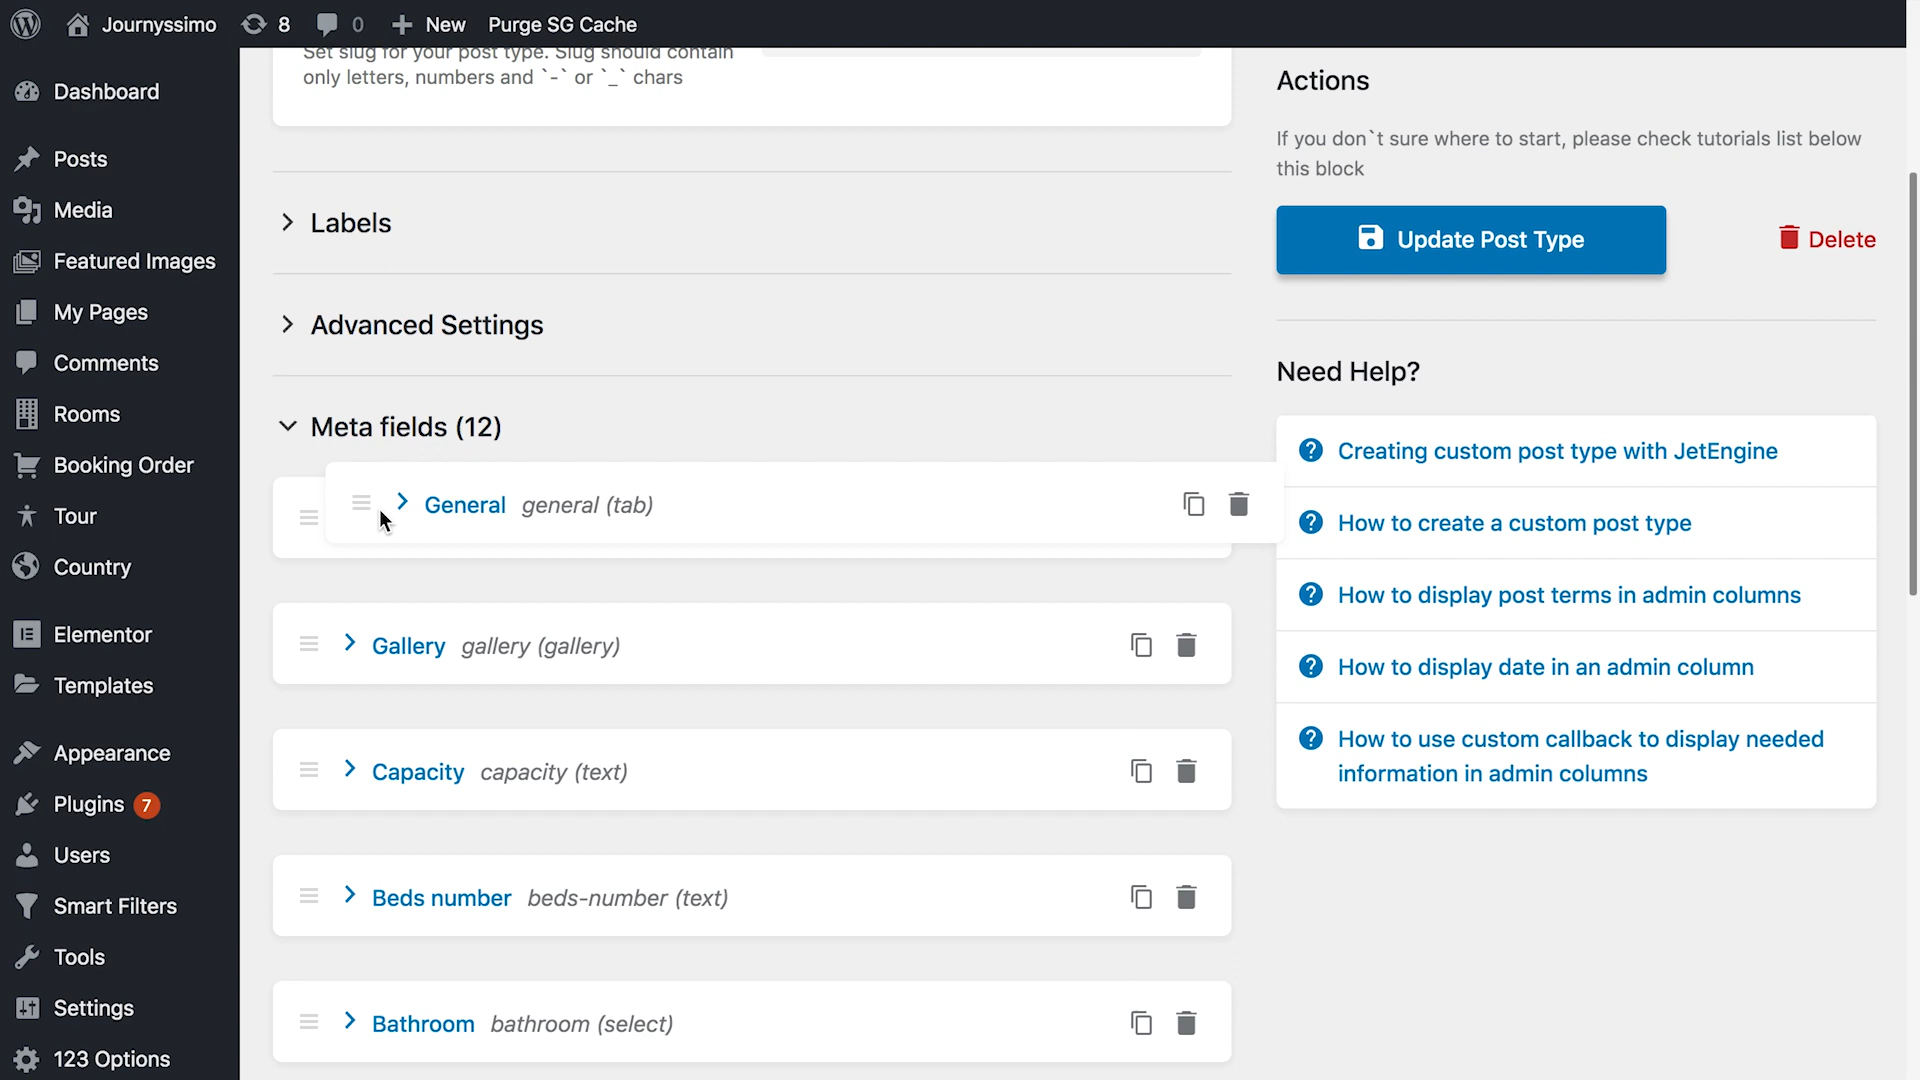 Journyssimo
8
0
New
Purge SG Cache
Dashboard
Posts
Media
Featured Images
My Pages
Comments
Rooms
Booking Order
Tour
Country
Elementor
Templates
Appearance
Plugins 7
Users
Smart Filters
Tools
Settings
123 Options
Set slug for your post type. Slug should contain
only letters, numbers and `-` or `_` chars
Labels
Advanced Settings
Meta fields (12)
General general (tab)
Gallery gallery (gallery)
Capacity capacity (text)
Beds number beds-number (text)
Bathroom bathroom (select)
Actions
If you don`t sure where to start, please check tutorials list below
this block
Update Post Type
Delete
Need Help?
Creating custom post type with JetEngine
How to create a custom post type
How to display post terms in admin columns
How to display date in an admin column
How to use custom callback to display needed
information in admin columns